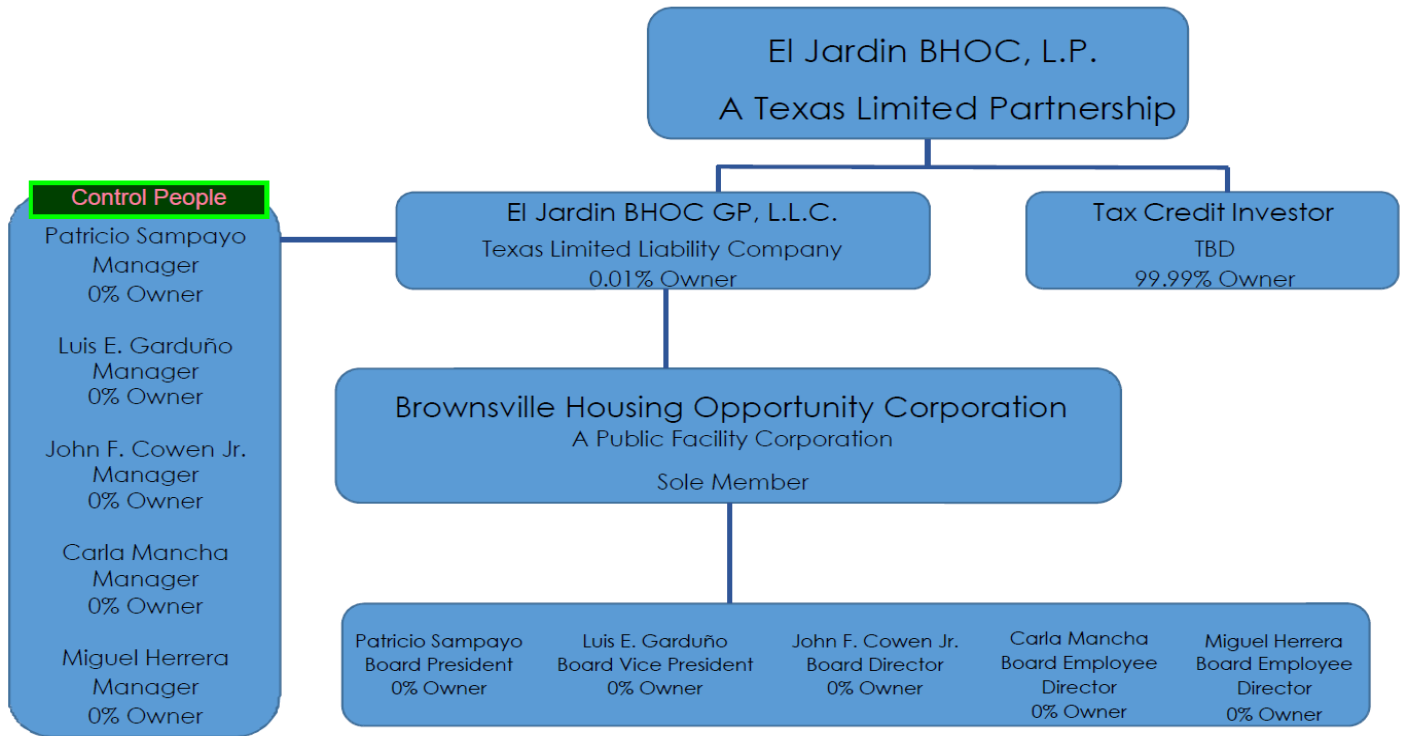 El Jardin BHOC, L.P.
A Texas Limited Partnership
Control People
Patricio Sampayo
Manager
0% Owner
Luis E. Garduño
Manager
0% Owner
John F. Cowen Jr.
Manager
0% Owner
Carla Mancha
Manager
0% Owner
Miguel Herrera
Manager
0% Owner
El Jardin BHOC GP, L.L.C.
Texas Limited Liability Company
0.01% Owner
Tax Credit Investor
TBD
99.99% Owner
Brownsville Housing Opportunity Corporation
A Public Facility Corporation
Sole Member
Patricio Sampayo
Board President
0% Owner
Luis E. Garduño
Board Vice President
0% Owner
John F. Cowen Jr.
Board Director
0% Owner
Carla Mancha
Board Employee
Director
0% Owner
Miguel Herrera
Board Employee
Director
0% Owner